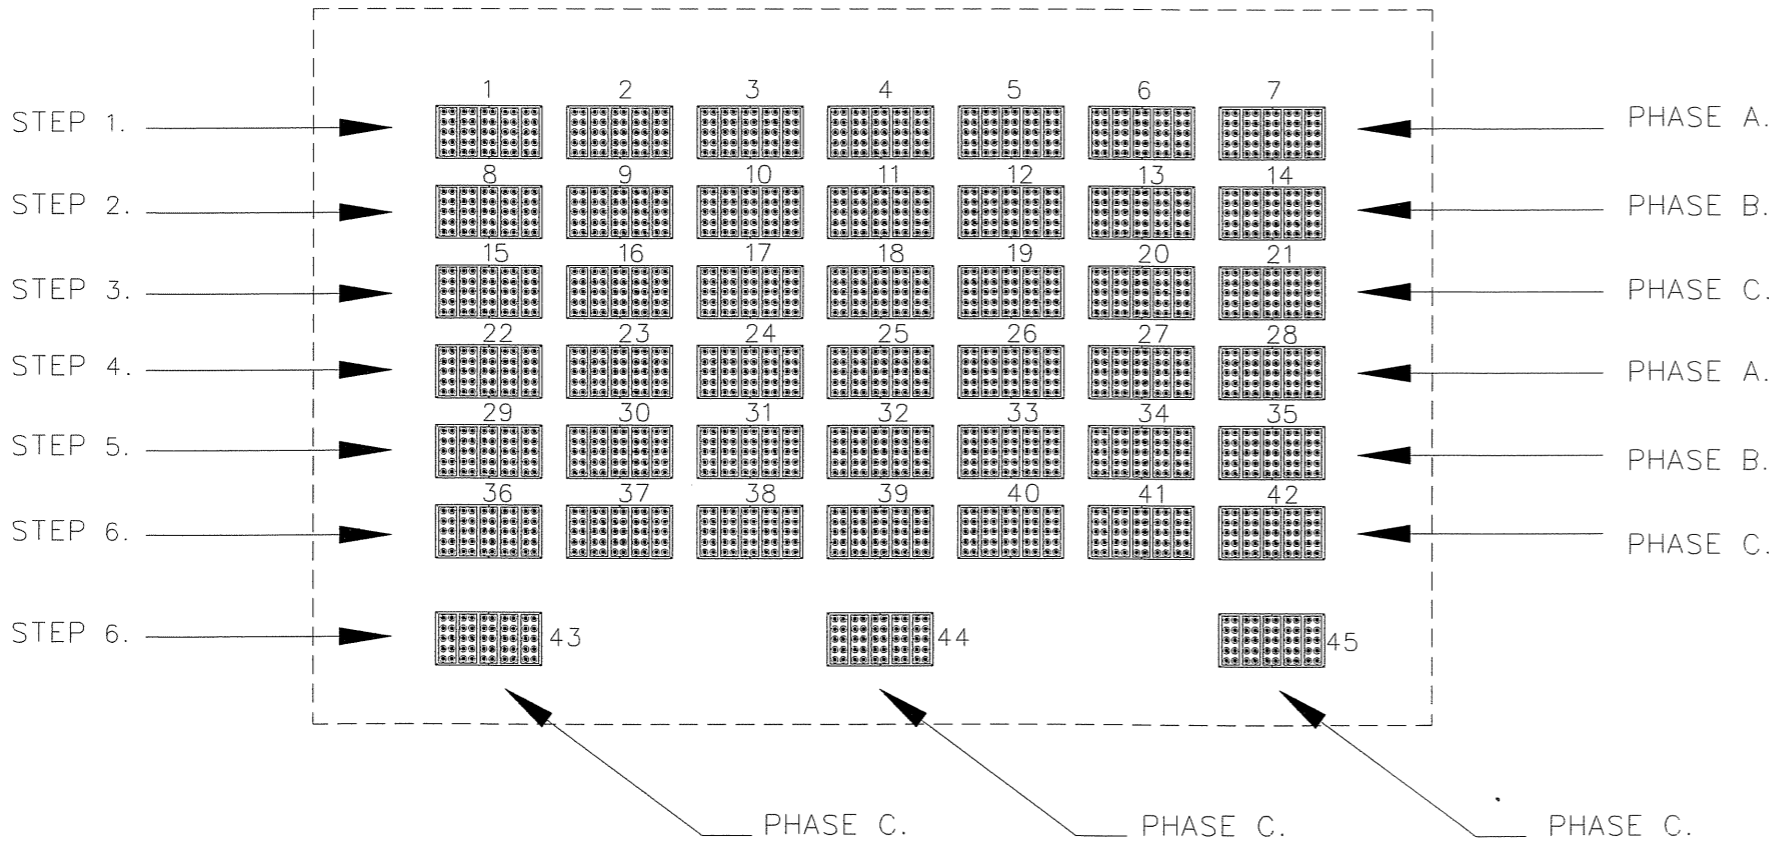 1 2 3 4 5 6 7
STEP 1. PHASE A.
8 9 10 11 12 13 14
STEP 2. PHASE B.
15 16 17 18 19 20 21
STEP 3. PHASE C.
22 23 24 25 26 27 28
STEP 4. PHASE A.
29 30 31 32 33 34 35
STEP 5. PHASE B.
36 37 38 39 40 41 42
STEP 6. PHASE C.
STEP 6. 43 44 45
PHASE C. PHASE C. PHASE C.